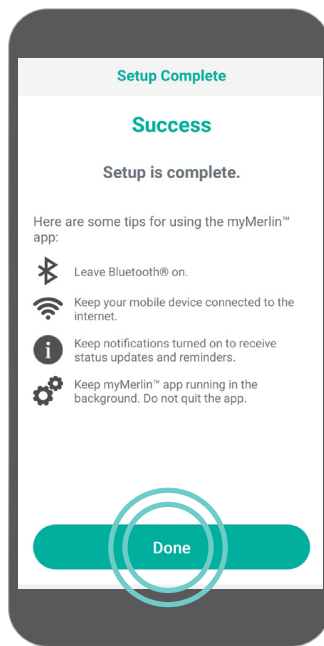 Setup Complete
Success
Setup is complete.
Here are some tips for using the myMerlin™
app:
Leave Bluetooth® on.
Keep your mobile device connected to the
internet.
Keep notifications turned on to receive
status updates and reminders.
Keep myMerlin™ app running in the
background. Do not quit the app.
Done